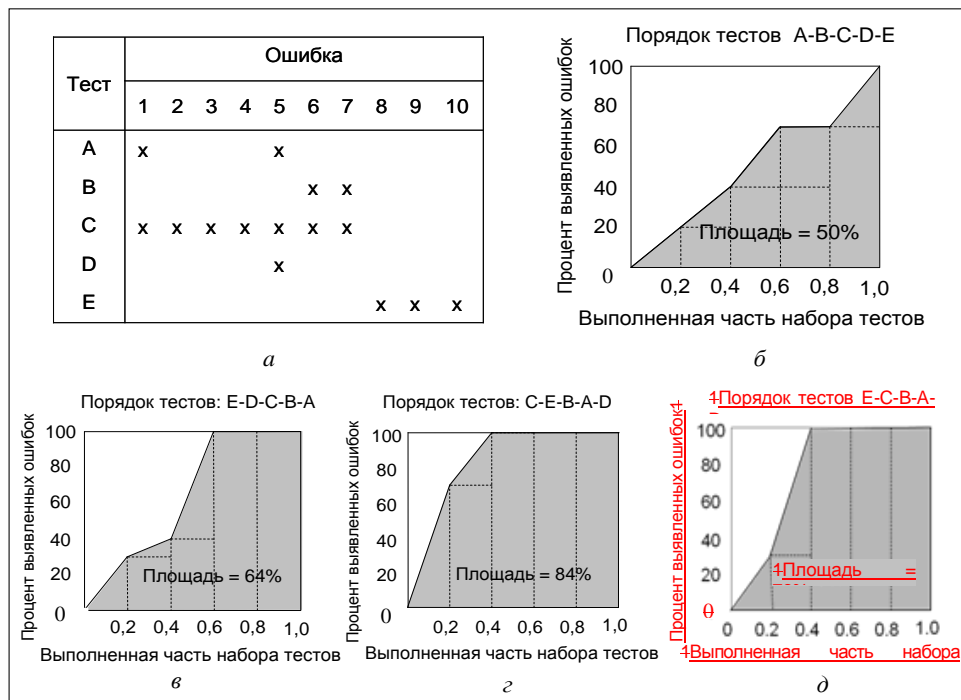 Ошибка
Тест
1 2 3 4 5 6 7 8 9 10
A x x
B x x
C x x x x x x x
D x
E x x x
а
Порядок тестов A-B-C-D-E
Процент выявленных ошибок
100
80
60
40
20
0
Площадь = 50%
0,2 0,4 0,6 0,8 1,0
Выполненная часть набора тестов
б
Порядок тестов: E-D-C-B-A
Процент выявленных ошибок
100
80
60
40
20
0
Площадь = 64%
0,2 0,4 0,6 0,8 1,0
Выполненная часть набора тестов
в
Порядок тестов: C-E-B-A-D
Процент выявленных ошибок
100
80
60
40
20
0
Площадь = 84%
0,2 0,4 0,6 0,8 1,0
Выполненная часть набора тестов
г
1Порядок тестов E-C-B-A-
Процент выявленных ошибок1
100
80
60
40
20
0
1Площадь =
0 0.2 0.4 0.6 0.8 1.0
1Выполненная часть набора
д